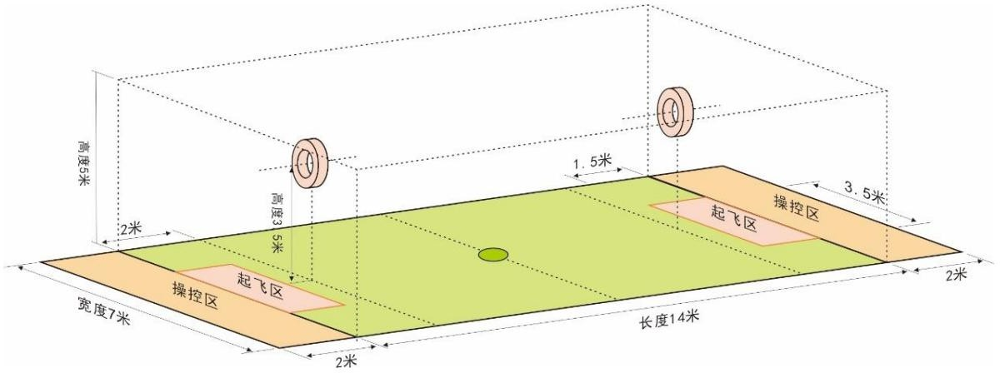 高度5米
2米
高度3.5米
1.5米
3.5米
操控区
起飞区
操控区
起飞区
宽度7米
2米
长度14米
2米